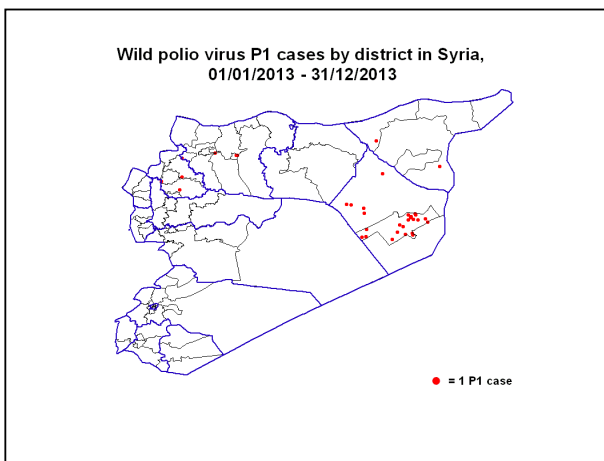 Wild polio virus P1 cases by district in Syria,
01/01/2013 - 31/12/2013
= 1 P1 case